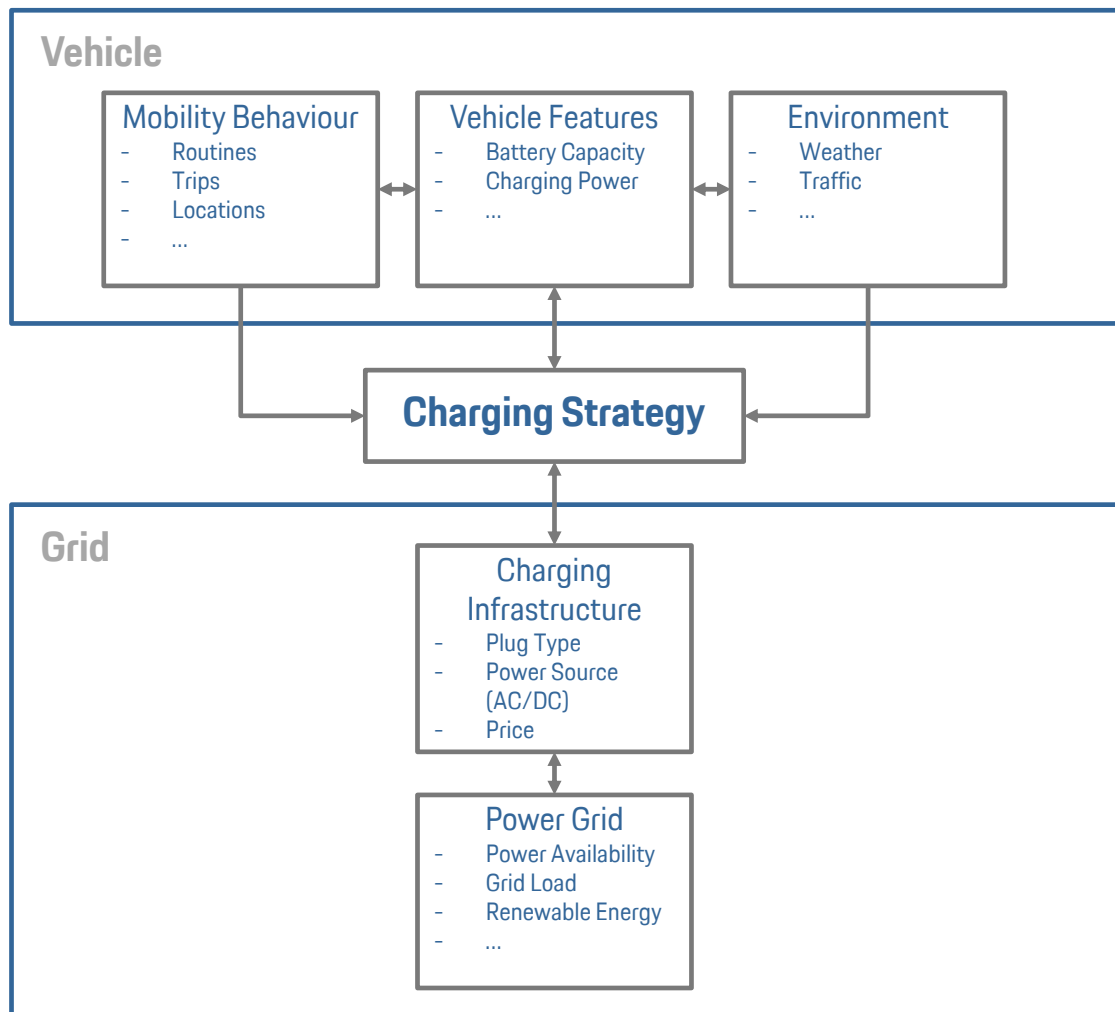 Vehicle
Mobility Behaviour
- Routines
- Trips
- Locations
- ...
Vehicle Features
- Battery Capacity
- Charging Power
- ...
Environment
- Weather
- Traffic
- ...
Charging Strategy
Grid
Charging
Infrastructure
- Plug Type
- Power Source
(AC/DC)
- Price
Power Grid
- Power Availability
- Grid Load
- Renewable Energy
- ...